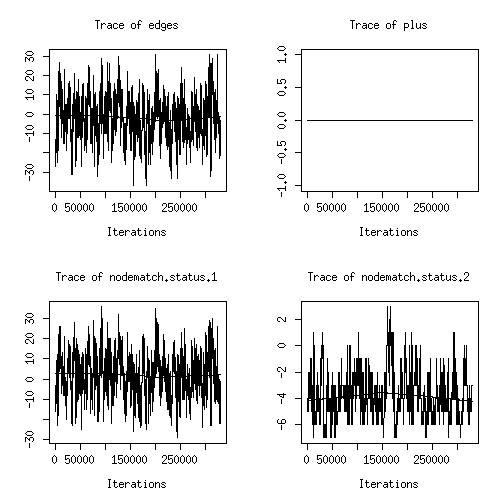 Trace of edges
Trace of plus
30
20
10
0
-10
-30
0 50000 150000 250000
Iterations
1.0
0.5
0.0
-0.5
-1.0
0 50000 150000 250000
Iterations
Trace of nodematch.status.1
Trace of nodematch.status.2
30
20
10
0
-10
-30
0 50000 150000 250000
Iterations
2
0
-2
-4
-6
0 50000 150000 250000
Iterations